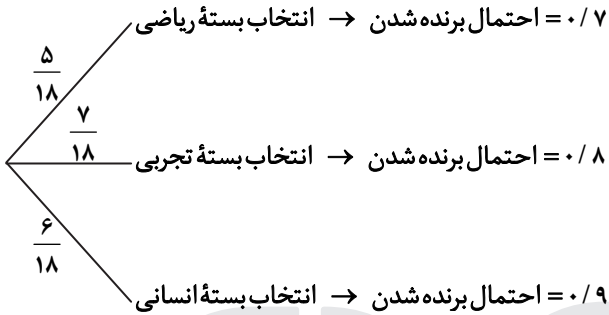 انتخاب بستهٔ ریاضی → احتمال برنده شدن = ۰/۷
۵/۱۸
۷/۱۸
انتخاب بستهٔ تجربی → احتمال برنده شدن = ۰/۸
۶/۱۸
انتخاب بستهٔ انسانی → احتمال برنده شدن = ۰/۹